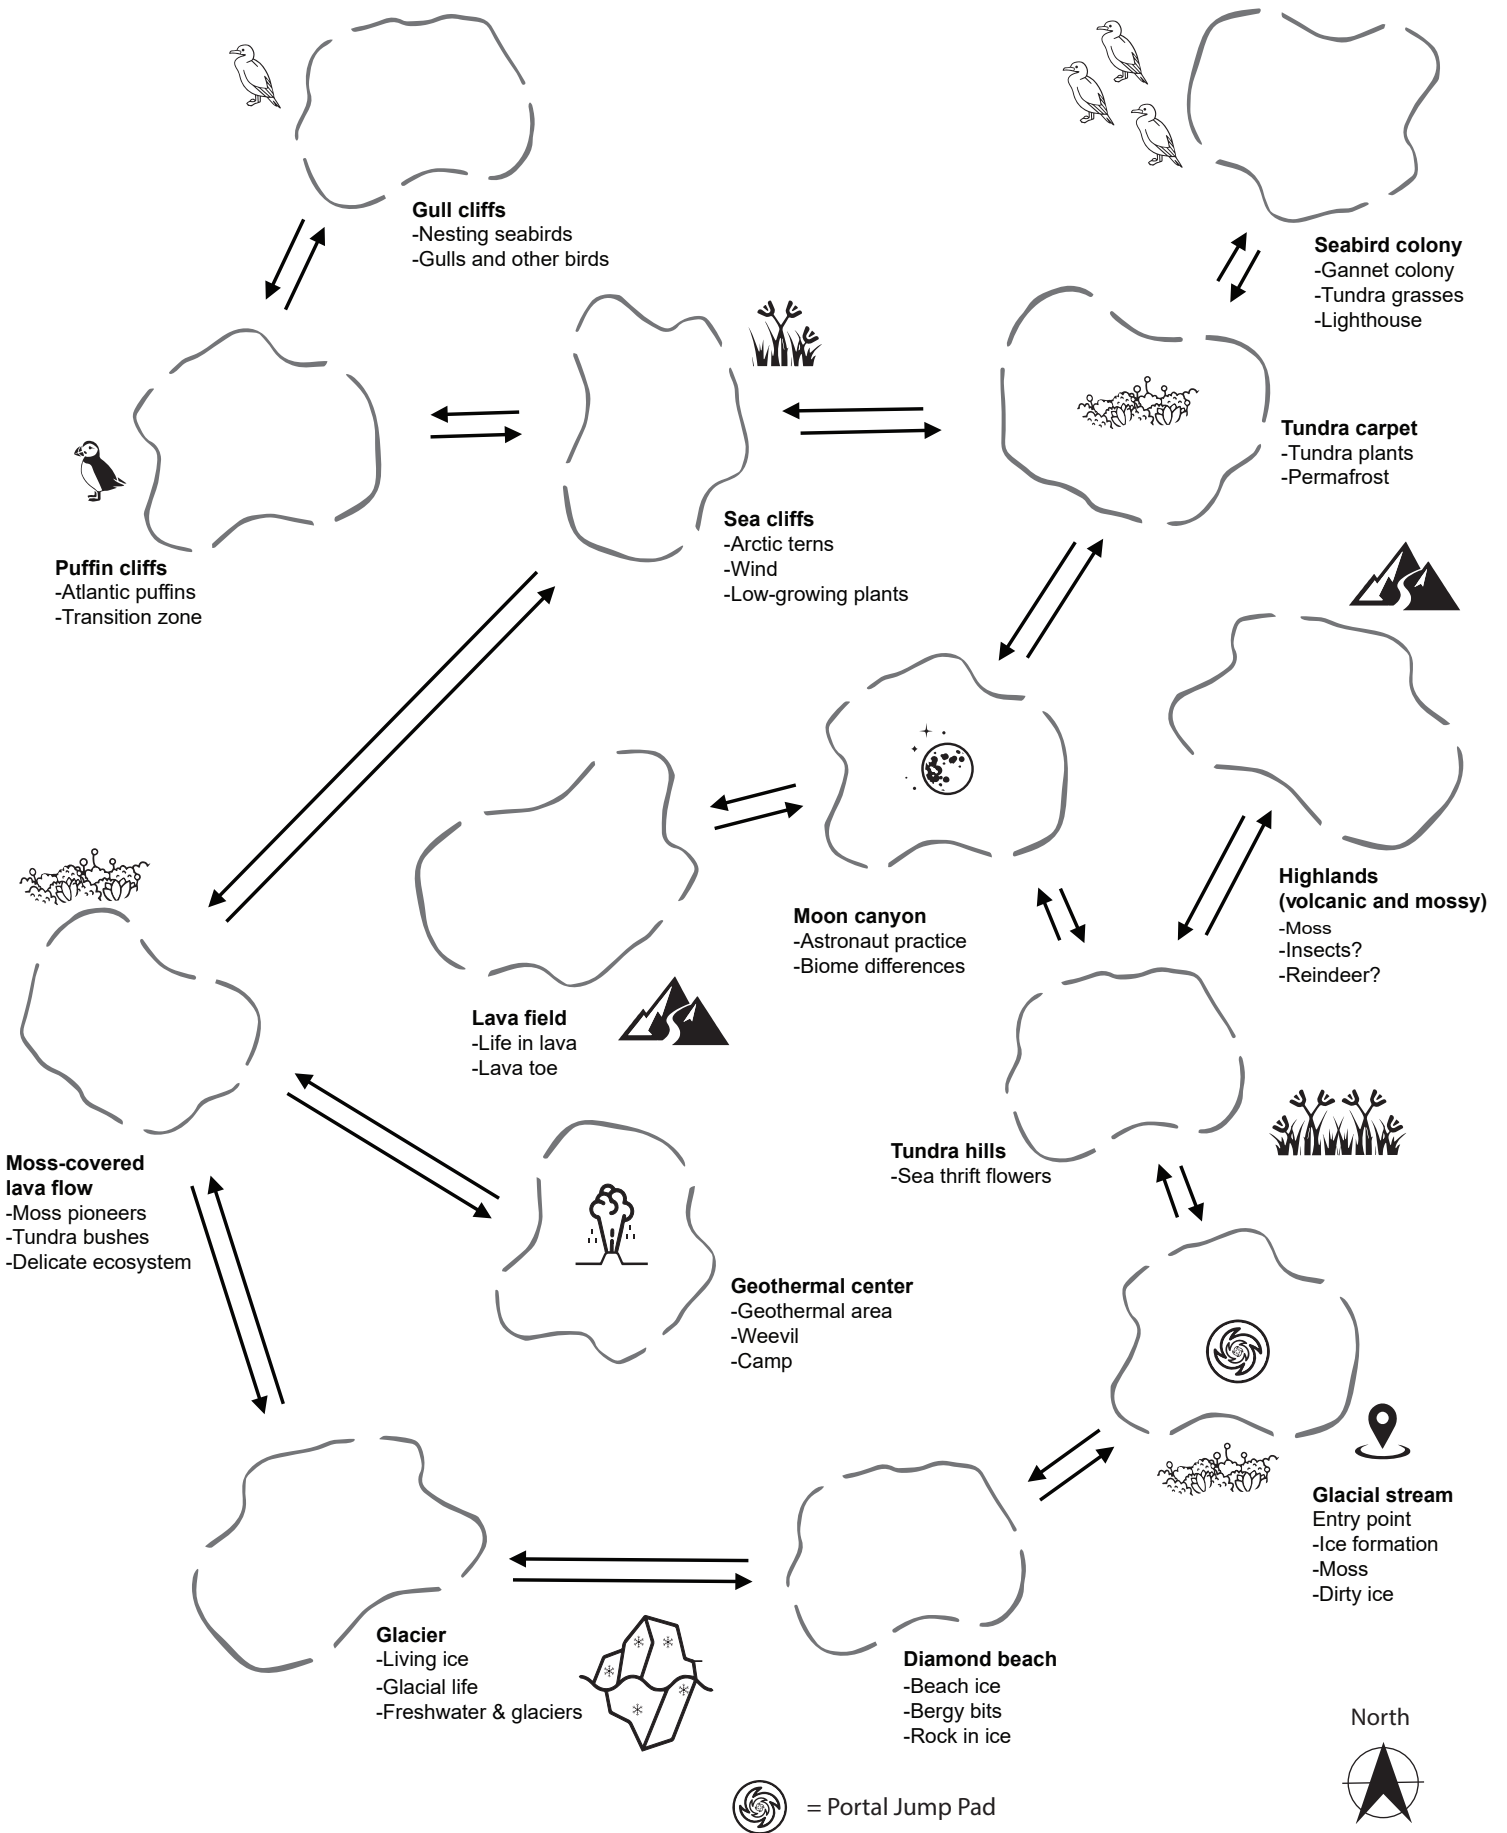 Gull cliffs
-Nesting seabirds
-Gulls and other birds
Seabird colony
-Gannet colony
-Tundra grasses
-Lighthouse
Tundra carpet
-Tundra plants
-Permafrost
Sea cliffs
-Arctic terns
-Wind
-Low-growing plants
Puffin cliffs
-Atlantic puffins
-Transition zone
Highlands
(volcanic and mossy)
-Moss
-Insects?
-Reindeer?
Moon canyon
-Astronaut practice
-Biome differences
Lava field
-Life in lava
-Lava toe
Tundra hills
-Sea thrift flowers
Moss-covered
lava flow
-Moss pioneers
-Tundra bushes
-Delicate ecosystem
Geothermal center
-Geothermal area
-Weevil
-Camp
Glacial stream
Entry point
-Ice formation
-Moss
-Dirty ice
Glacier
-Living ice
-Glacial life
-Freshwater & glaciers
Diamond beach
-Beach ice
-Bergy bits
-Rock in ice
North
= Portal Jump Pad